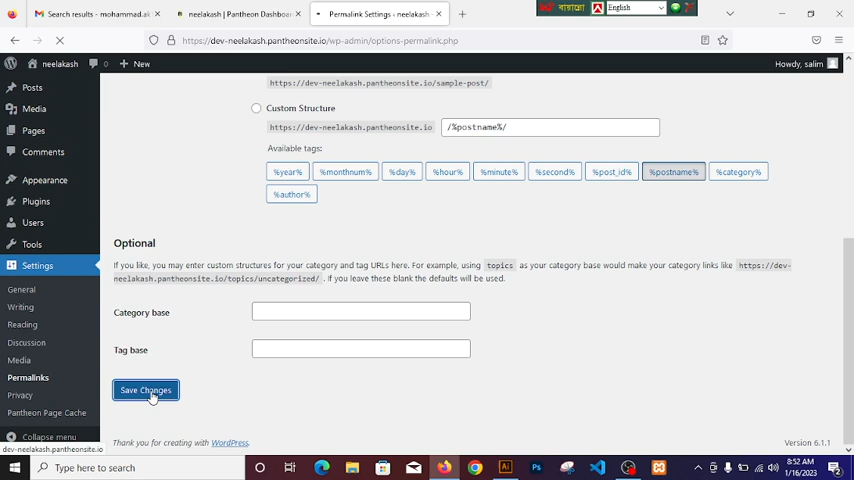 Search results - mohammad.ak
neelakash | Pantheon Dashboar
Permalink Settings ‹ neelakash
English
https://dev-neelakash.pantheonsite.io/wp-admin/options-permalink.php
neelakash
0
New
Howdy, salim
Posts
Media
Pages
Comments
Appearance
Plugins
Users
Tools
Settings
General
Writing
Reading
Discussion
Media
Permalinks
Privacy
Pantheon Page Cache
Collapse menu
https://dev-neelakash.pantheonsite.io/sample-post/
Custom Structure
https://dev-neelakash.pantheonsite.io
/%postname%/
Available tags:
%year% %monthnum% %day% %hour% %minute% %second% %post_id% %postname% %category%
%author%
Optional
If you like, you may enter custom structures for your category and tag URLs here. For example, using topics as your category base would make your category links like https://dev-
neelakash.pantheonsite.io/topics/uncategorized/ . If you leave these blank the defaults will be used.
Category base
Tag base
Save Changes
Thank you for creating with WordPress.
Version 6.1.1
dev-neelakash.pantheonsite.io
Type here to search
8:52 AM
1/16/2023